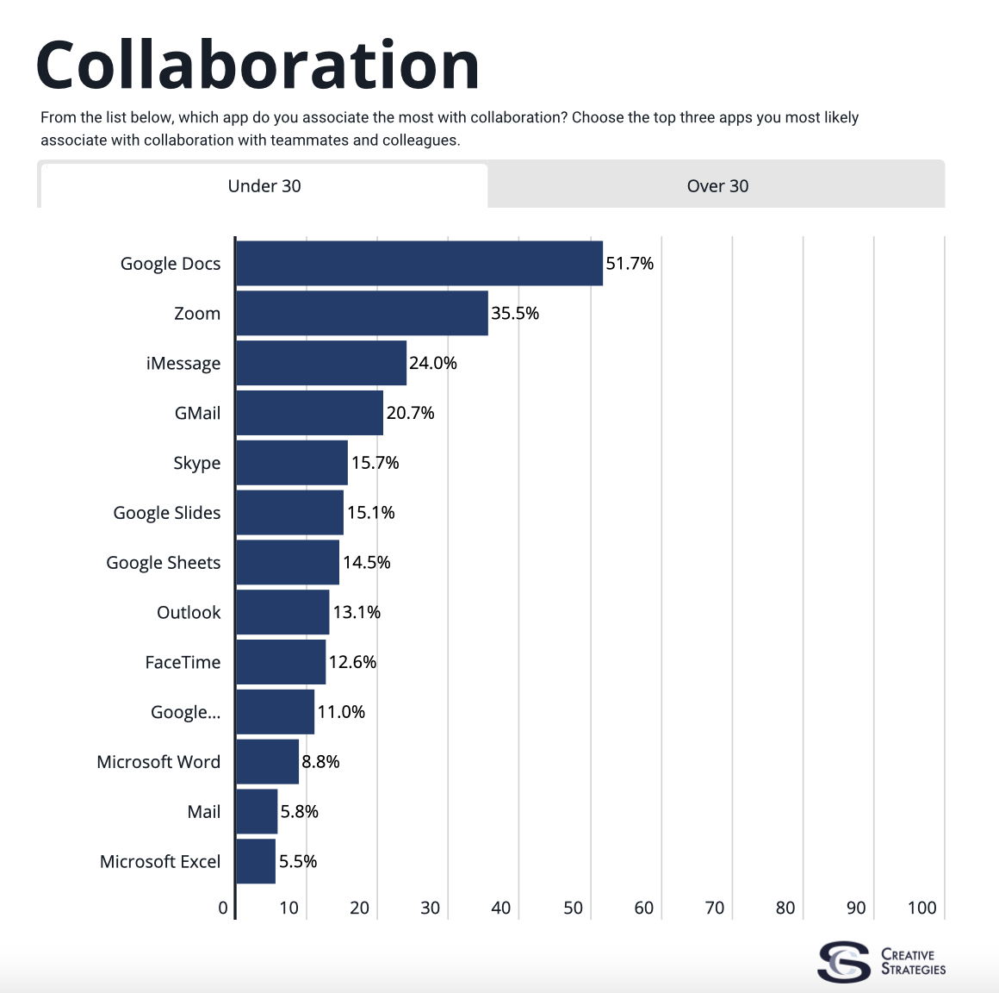 Collaboration
From the list below, which app do you associate the most with collaboration? Choose the top three apps you most likely
associate with collaboration with teammates and colleagues.
Under 30
Over 30
Google Docs 51.7%
Zoom 35.5%
iMessage 24.0%
GMail 20.7%
Skype 15.7%
Google Slides 15.1%
Google Sheets 14.5%
Outlook 13.1%
FaceTime 12.6%
Google... 11.0%
Microsoft Word 8.8%
Mail 5.8%
Microsoft Excel 5.5%
0 10 20 30 40 50 60 70 80 90 100
CREATIVE
STRATEGIES